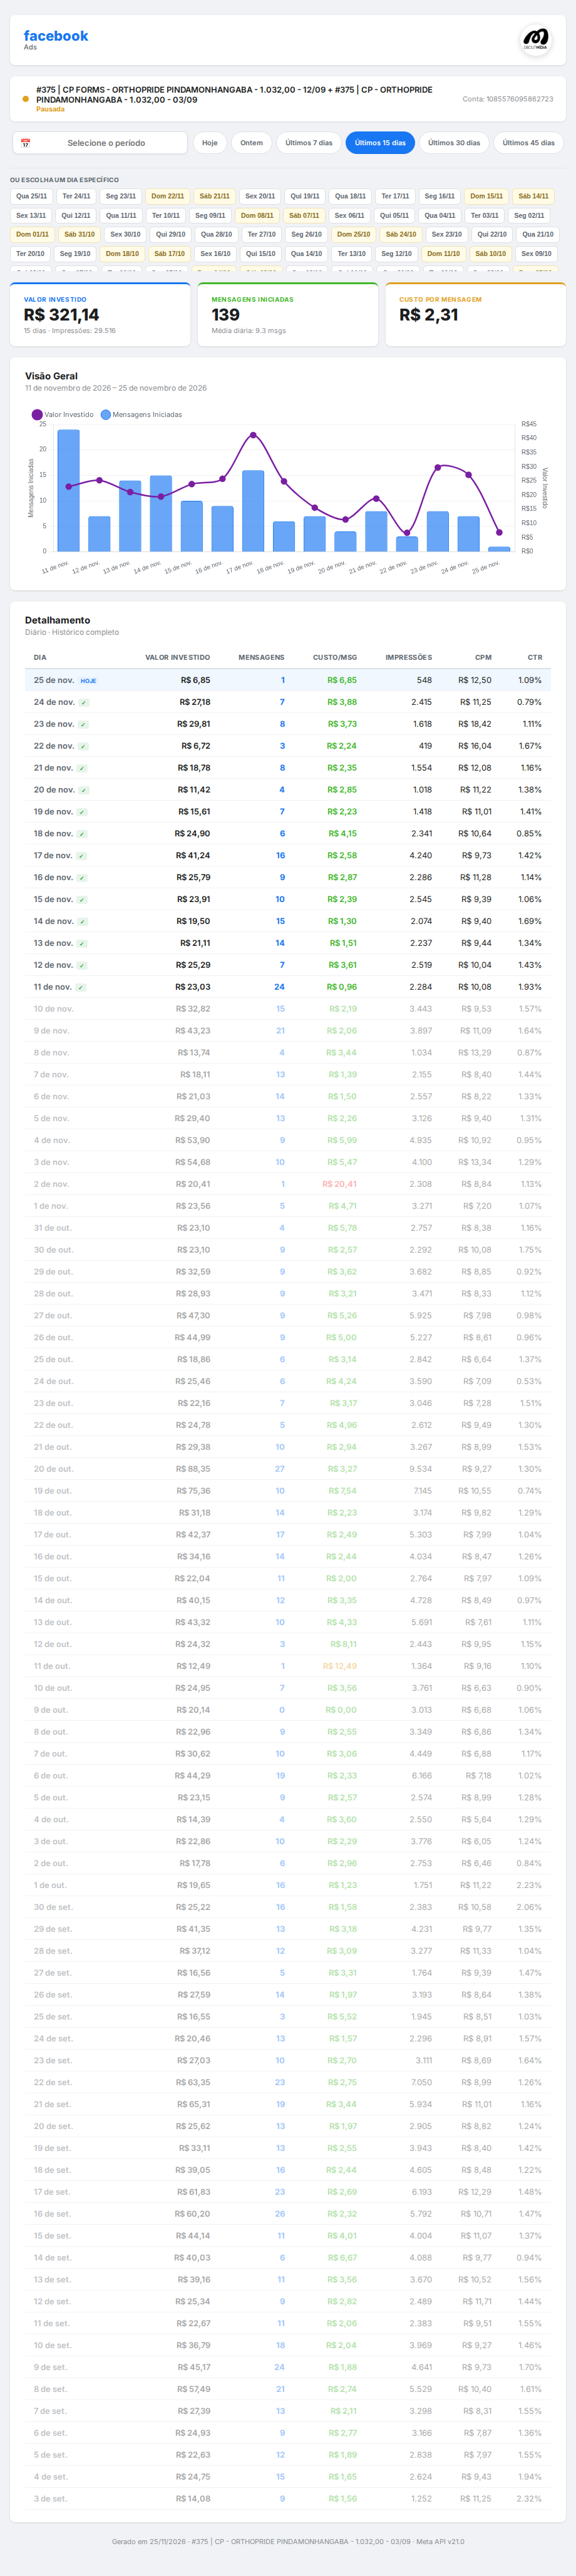 facebook
Ads
#375 | CP FORMS - ORTHOPRIDE PINDAMONHANGABA - 1.032,00 - 12/09 + #375 | CP - ORTHOPRIDE
PINDAMONHANGABA - 1.032,00 - 03/09
Pausada
Conta: 1085576095862723
Selecione o período
Hoje
Ontem
Últimos 7 dias
Últimos 15 dias
Últimos 30 dias
Últimos 45 dias
OU ESCOLHA UM DIA ESPECÍFICO
Qua 25/11 Ter 24/11 Seg 23/11 Dom 22/11 Sáb 21/11 Sex 20/11 Qui 19/11 Qua 18/11 Ter 17/11 Seg 16/11 Dom 15/11 Sáb 14/11
Sex 13/11 Qui 12/11 Qua 11/11 Ter 10/11 Seg 09/11 Dom 08/11 Sáb 07/11 Sex 06/11 Qui 05/11 Qua 04/11 Ter 03/11 Seg 02/11
Dom 01/11 Sáb 31/10 Sex 30/10 Qui 29/10 Qua 28/10 Ter 27/10 Seg 26/10 Dom 25/10 Sáb 24/10 Sex 23/10 Qui 22/10 Qua 21/10
Ter 20/10 Seg 19/10 Dom 18/10 Sáb 17/10 Sex 16/10 Qui 15/10 Qua 14/10 Ter 13/10 Seg 12/10 Dom 11/10 Sáb 10/10 Sex 09/10
VALOR INVESTIDO
R$ 321,14
15 dias · Impressões: 29.516
MENSAGENS INICIADAS
139
Média diária: 9.3 msgs
CUSTO POR MENSAGEM
R$ 2,31
Visão Geral
11 de novembro de 2026 – 25 de novembro de 2026
Valor Investido Mensagens Iniciadas
Mensagens Iniciadas
25
20
15
10
5
0
R$45
R$40
R$35
R$30
R$25
R$20
R$15
R$10
R$5
R$0
Valor Investido
11 de nov. 12 de nov. 13 de nov. 14 de nov. 15 de nov. 16 de nov. 17 de nov. 18 de nov. 19 de nov. 20 de nov. 21 de nov. 22 de nov. 23 de nov. 24 de nov. 25 de nov.
Detalhamento
Diário · Histórico completo
DIA VALOR INVESTIDO MENSAGENS CUSTO/MSG IMPRESSÕES CPM CTR
25 de nov. HOJE R$ 6,85 1 R$ 6,85 548 R$ 12,50 1.09%
24 de nov. ✓ R$ 27,18 7 R$ 3,88 2.415 R$ 11,25 0.79%
23 de nov. ✓ R$ 29,81 8 R$ 3,73 1.618 R$ 18,42 1.11%
22 de nov. ✓ R$ 6,72 3 R$ 2,24 419 R$ 16,04 1.67%
21 de nov. ✓ R$ 18,78 8 R$ 2,35 1.554 R$ 12,08 1.16%
20 de nov. ✓ R$ 11,42 4 R$ 2,85 1.018 R$ 11,22 1.38%
19 de nov. ✓ R$ 15,61 7 R$ 2,23 1.418 R$ 11,01 1.41%
18 de nov. ✓ R$ 24,90 6 R$ 4,15 2.341 R$ 10,64 0.85%
17 de nov. ✓ R$ 41,24 16 R$ 2,58 4.240 R$ 9,73 1.42%
16 de nov. ✓ R$ 25,79 9 R$ 2,87 2.286 R$ 11,28 1.14%
15 de nov. ✓ R$ 23,91 10 R$ 2,39 2.545 R$ 9,39 1.06%
14 de nov. ✓ R$ 19,50 15 R$ 1,30 2.074 R$ 9,40 1.69%
13 de nov. ✓ R$ 21,11 14 R$ 1,51 2.237 R$ 9,44 1.34%
12 de nov. ✓ R$ 25,29 7 R$ 3,61 2.519 R$ 10,04 1.43%
11 de nov. ✓ R$ 23,03 24 R$ 0,96 2.284 R$ 10,08 1.93%
10 de nov. R$ 32,82 15 R$ 2,19 3.443 R$ 9,53 1.57%
9 de nov. R$ 43,23 21 R$ 2,06 3.897 R$ 11,09 1.64%
8 de nov. R$ 13,74 4 R$ 3,44 1.034 R$ 13,29 0.87%
7 de nov. R$ 18,11 13 R$ 1,39 2.155 R$ 8,40 1.44%
6 de nov. R$ 21,03 14 R$ 1,50 2.557 R$ 8,22 1.33%
5 de nov. R$ 29,40 13 R$ 2,26 3.126 R$ 9,40 1.31%
4 de nov. R$ 53,90 9 R$ 5,99 4.935 R$ 10,92 0.95%
3 de nov. R$ 54,68 10 R$ 5,47 4.100 R$ 13,34 1.29%
2 de nov. R$ 20,41 1 R$ 20,41 2.308 R$ 8,84 1.13%
1 de nov. R$ 23,56 5 R$ 4,71 3.271 R$ 7,20 1.07%
31 de out. R$ 23,10 4 R$ 5,78 2.757 R$ 8,38 1.16%
30 de out. R$ 23,10 9 R$ 2,57 2.292 R$ 10,08 1.75%
29 de out. R$ 32,59 9 R$ 3,62 3.682 R$ 8,85 0.92%
28 de out. R$ 28,93 9 R$ 3,21 3.471 R$ 8,33 1.12%
27 de out. R$ 47,30 9 R$ 5,26 5.925 R$ 7,98 0.98%
26 de out. R$ 44,99 9 R$ 5,00 5.227 R$ 8,61 0.96%
25 de out. R$ 18,86 6 R$ 3,14 2.842 R$ 6,64 1.37%
24 de out. R$ 25,46 6 R$ 4,24 3.590 R$ 7,09 0.53%
23 de out. R$ 22,16 7 R$ 3,17 3.046 R$ 7,28 1.51%
22 de out. R$ 24,78 5 R$ 4,96 2.612 R$ 9,49 1.30%
21 de out. R$ 29,38 10 R$ 2,94 3.267 R$ 8,99 1.53%
20 de out. R$ 88,35 27 R$ 3,27 9.534 R$ 9,27 1.30%
19 de out. R$ 75,36 10 R$ 7,54 7.145 R$ 10,55 0.74%
18 de out. R$ 31,18 14 R$ 2,23 3.174 R$ 9,82 1.29%
17 de out. R$ 42,37 17 R$ 2,49 5.303 R$ 7,99 1.04%
16 de out. R$ 34,16 14 R$ 2,44 4.034 R$ 8,47 1.26%
15 de out. R$ 22,04 11 R$ 2,00 2.764 R$ 7,97 1.09%
14 de out. R$ 40,15 12 R$ 3,35 4.728 R$ 8,49 0.97%
13 de out. R$ 43,32 10 R$ 4,33 5.691 R$ 7,61 1.11%
12 de out. R$ 24,32 3 R$ 8,11 2.443 R$ 9,95 1.15%
11 de out. R$ 12,49 1 R$ 12,49 1.364 R$ 9,16 1.10%
10 de out. R$ 24,95 7 R$ 3,56 3.761 R$ 6,63 0.90%
9 de out. R$ 20,14 0 R$ 0,00 3.013 R$ 6,68 1.06%
8 de out. R$ 22,96 9 R$ 2,55 3.349 R$ 6,86 1.34%
7 de out. R$ 30,62 10 R$ 3,06 4.449 R$ 6,88 1.17%
6 de out. R$ 44,29 19 R$ 2,33 6.166 R$ 7,18 1.02%
5 de out. R$ 23,15 9 R$ 2,57 2.574 R$ 8,99 1.28%
4 de out. R$ 14,39 4 R$ 3,60 2.550 R$ 5,64 1.29%
3 de out. R$ 22,86 10 R$ 2,29 3.776 R$ 6,05 1.24%
2 de out. R$ 17,78 6 R$ 2,96 2.753 R$ 6,46 0.84%
1 de out. R$ 19,65 16 R$ 1,23 1.751 R$ 11,22 2.23%
30 de set. R$ 25,22 16 R$ 1,58 2.383 R$ 10,58 2.06%
29 de set. R$ 41,35 13 R$ 3,18 4.231 R$ 9,77 1.35%
28 de set. R$ 37,12 12 R$ 3,09 3.277 R$ 11,33 1.04%
27 de set. R$ 16,56 5 R$ 3,31 1.764 R$ 9,39 1.47%
26 de set. R$ 27,59 14 R$ 1,97 3.193 R$ 8,64 1.38%
25 de set. R$ 16,55 3 R$ 5,52 1.945 R$ 8,51 1.03%
24 de set. R$ 20,46 13 R$ 1,57 2.296 R$ 8,91 1.57%
23 de set. R$ 27,03 10 R$ 2,70 3.111 R$ 8,69 1.64%
22 de set. R$ 63,35 23 R$ 2,75 7.050 R$ 8,99 1.26%
21 de set. R$ 65,31 19 R$ 3,44 5.934 R$ 11,01 1.16%
20 de set. R$ 25,62 13 R$ 1,97 2.905 R$ 8,82 1.24%
19 de set. R$ 33,11 13 R$ 2,55 3.943 R$ 8,40 1.42%
18 de set. R$ 39,05 16 R$ 2,44 4.605 R$ 8,48 1.22%
17 de set. R$ 61,83 23 R$ 2,69 6.193 R$ 12,29 1.48%
16 de set. R$ 60,20 26 R$ 2,32 5.792 R$ 10,71 1.47%
15 de set. R$ 44,14 11 R$ 4,01 4.004 R$ 11,07 1.37%
14 de set. R$ 40,03 6 R$ 6,67 4.088 R$ 9,77 0.94%
13 de set. R$ 39,16 11 R$ 3,56 3.670 R$ 10,52 1.56%
12 de set. R$ 25,34 9 R$ 2,82 2.489 R$ 11,71 1.44%
11 de set. R$ 22,67 11 R$ 2,06 2.383 R$ 9,51 1.55%
10 de set. R$ 36,79 18 R$ 2,04 3.969 R$ 9,27 1.46%
9 de set. R$ 45,17 24 R$ 1,88 4.641 R$ 9,73 1.70%
8 de set. R$ 57,49 21 R$ 2,74 5.529 R$ 10,40 1.61%
7 de set. R$ 27,39 13 R$ 2,11 3.298 R$ 8,31 1.55%
6 de set. R$ 24,93 9 R$ 2,77 3.166 R$ 7,87 1.36%
5 de set. R$ 22,63 12 R$ 1,89 2.838 R$ 7,97 1.55%
4 de set. R$ 24,75 15 R$ 1,65 2.624 R$ 9,43 1.94%
3 de set. R$ 14,08 9 R$ 1,56 1.252 R$ 11,25 2.32%
Gerado em 25/11/2026 · #375 | CP - ORTHOPRIDE PINDAMONHANGABA - 1.032,00 - 03/09 · Meta API v21.0